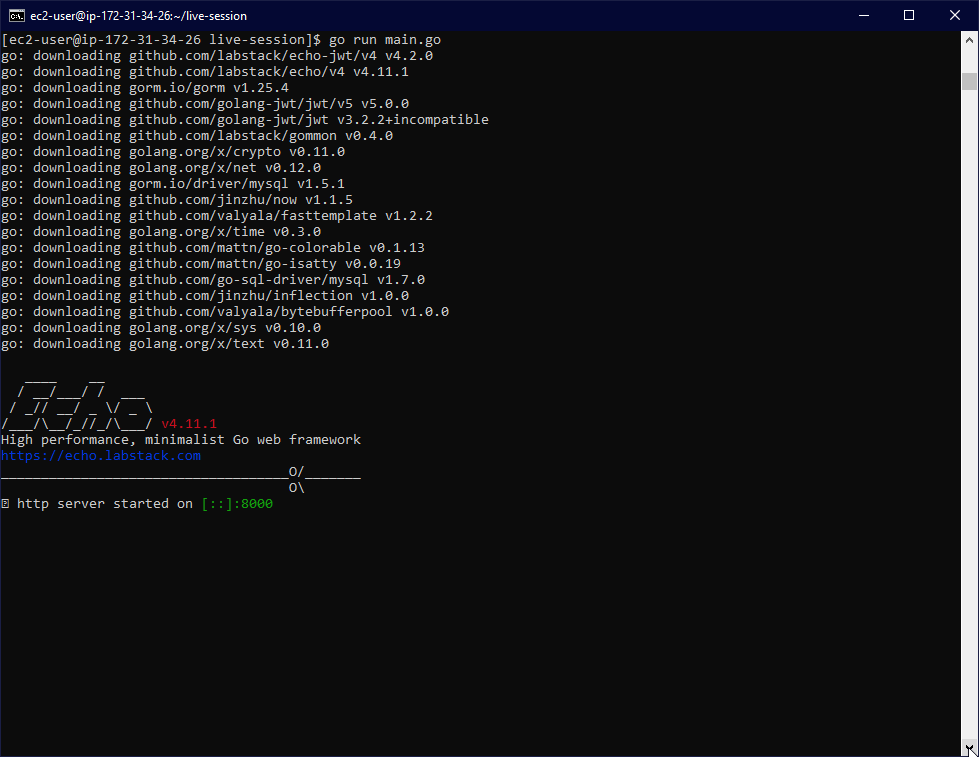 ec2-user@ip-172-31-34-26:~/live-session
[ec2-user@ip-172-31-34-26 live-session]$ go run main.go
go: downloading github.com/labstack/echo-jwt/v4 v4.2.0
go: downloading github.com/labstack/echo/v4 v4.11.1
go: downloading gorm.io/gorm v1.25.4
go: downloading github.com/golang-jwt/jwt/v5 v5.0.0
go: downloading github.com/golang-jwt/jwt v3.2.2+incompatible
go: downloading github.com/labstack/gommon v0.4.0
go: downloading golang.org/x/crypto v0.11.0
go: downloading golang.org/x/net v0.12.0
go: downloading gorm.io/driver/mysql v1.5.1
go: downloading github.com/jinzhu/now v1.1.5
go: downloading github.com/valyala/fasttemplate v1.2.2
go: downloading golang.org/x/time v0.3.0
go: downloading github.com/mattn/go-colorable v0.1.13
go: downloading github.com/mattn/go-isatty v0.0.19
go: downloading github.com/go-sql-driver/mysql v1.7.0
go: downloading github.com/jinzhu/inflection v1.0.0
go: downloading github.com/valyala/bytebufferpool v1.0.0
go: downloading golang.org/x/sys v0.10.0
go: downloading golang.org/x/text v0.11.0
   ____    __
  / __/___/ /  ___
 / _// __/ _ \/ _ \
/___/\__/_//_/\___/ v4.11.1
High performance, minimalist Go web framework
https://echo.labstack.com
____________________________________O/_______
                                    O\
http server started on [::]:8000